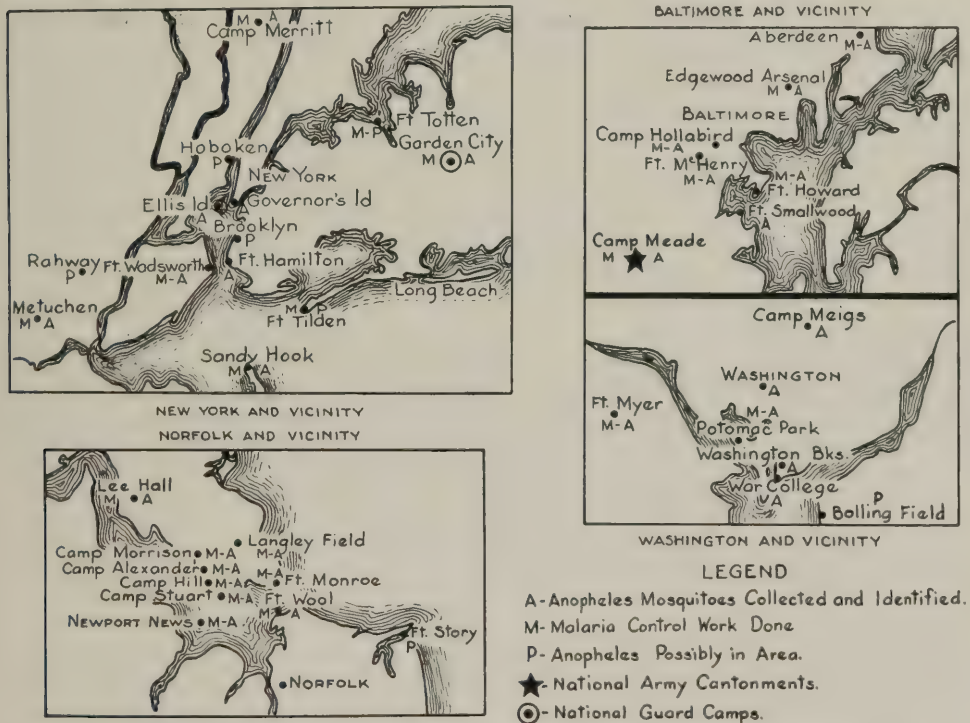 M A
Camp Merritt
M-P Ft Totten
Garden City
M A
Hoboken
P
NEW YORK
Ellis Id
A
Governor's Id
A
Brooklyn
P
Rahway
P
Ft. Wadsworth
M-A
Ft. Hamilton
A
Long Beach
Metuchen
M A
M P
Ft Tilden
Sandy Hook
M A
NEW YORK AND VICINITY
BALTIMORE AND VICINITY
Aberdeen
M-A
Edgewood Arsenal
M A
BALTIMORE
Camp Hollabird
M-A
Ft. McHenry
M-A
M-A
Ft. Howard
Ft. Smallwood
A
Camp Meade
M A
Camp Meigs
A
WASHINGTON
A
Ft. Myer
M-A
M-A
Potomac Park
Washington Bks.
A
War College
A
P
Bolling Field
WASHINGTON AND VICINITY
NORFOLK AND VICINITY
Lee Hall
M A
Langley Field
M-A
Camp Morrison M-A
Camp Alexander M-A
Camp Hill M-A
M-A
Ft. Monroe
Camp Stuart M-A
Ft. Wool
M-A
NEWPORT NEWS M-A
Ft. Story
P
NORFOLK
LEGEND
A-Anopheles Mosquitoes Collected and Identified.
M-Malaria Control Work Done
P-Anopheles Possibly in Area.
-National Army Cantonments.
-National Guard Camps.